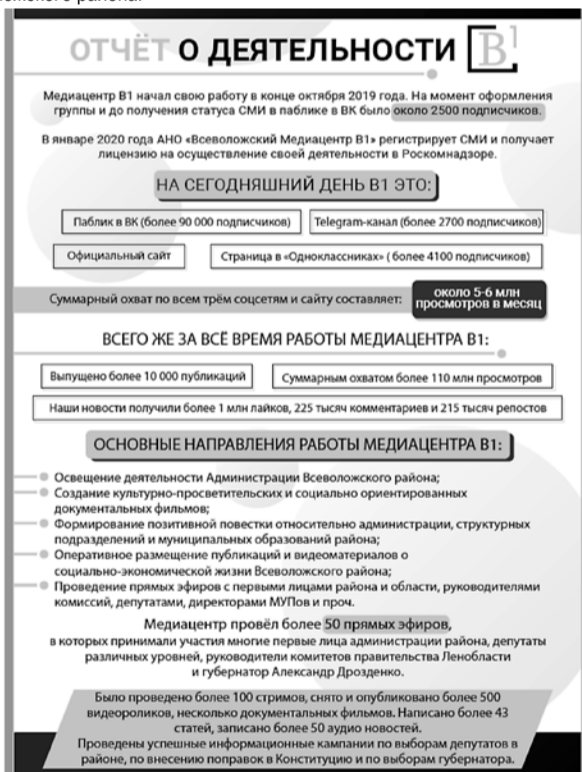 ОТЧЁТ О ДЕЯТЕЛЬНОСТИ В1
Медиацентр В1 начал свою работу в конце октября 2019 года. На момент оформления
группы и до получения статуса СМИ в паблике в ВК было около 2500 подписчиков.
В январе 2020 года АНО «Всеволожский Медиацентр В1» регистрирует СМИ и получает
лицензию на осуществление своей деятельности в Роскомнадзоре.
НА СЕГОДНЯШНИЙ ДЕНЬ В1 ЭТО:
Паблик в ВК (более 90 000 подписчиков)
Telegram-канал (более 2700 подписчиков)
Официальный сайт
Страница в «Одноклассниках» ( более 4100 подписчиков)
Суммарный охват по всем трём соцсетям и сайту составляет:
около 5-6 млн
просмотров в месяц
ВСЕГО ЖЕ ЗА ВСЁ ВРЕМЯ РАБОТЫ МЕДИАЦЕНТРА В1:
Выпущено более 10 000 публикаций
Суммарным охватом более 110 млн просмотров
Наши новости получили более 1 млн лайков, 225 тысяч комментариев и 215 тысяч репостов
ОСНОВНЫЕ НАПРАВЛЕНИЯ РАБОТЫ МЕДИАЦЕНТРА В1:
Освещение деятельности Администрации Всеволожского района;
Создание культурно-просветительских и социально ориентированных
документальных фильмов;
Формирование позитивной повестки относительно администрации, структурных
подразделений и муниципальных образований района;
Оперативное размещение публикаций и видеоматериалов о
социально-экономической жизни Всеволожского района;
Проведение прямых эфиров с первыми лицами района и области, руководителями
комиссий, депутатами, директорами МУПов и проч.
Медиацентр провёл более 50 прямых эфиров,
в которых принимали участия многие первые лица администрации района, депутаты
различных уровней, руководители комитетов правительства Ленобласти
и губернатор Александр Дрозденко.
Было проведено более 100 стримов, снято и опубликовано более 500
видеороликов, несколько документальных фильмов. Написано более 43
статей, записано более 50 аудио новостей.
Проведены успешные информационные кампании по выборам депутатов в
районе, по внесению поправок в Конституцию и по выборам губернатора.